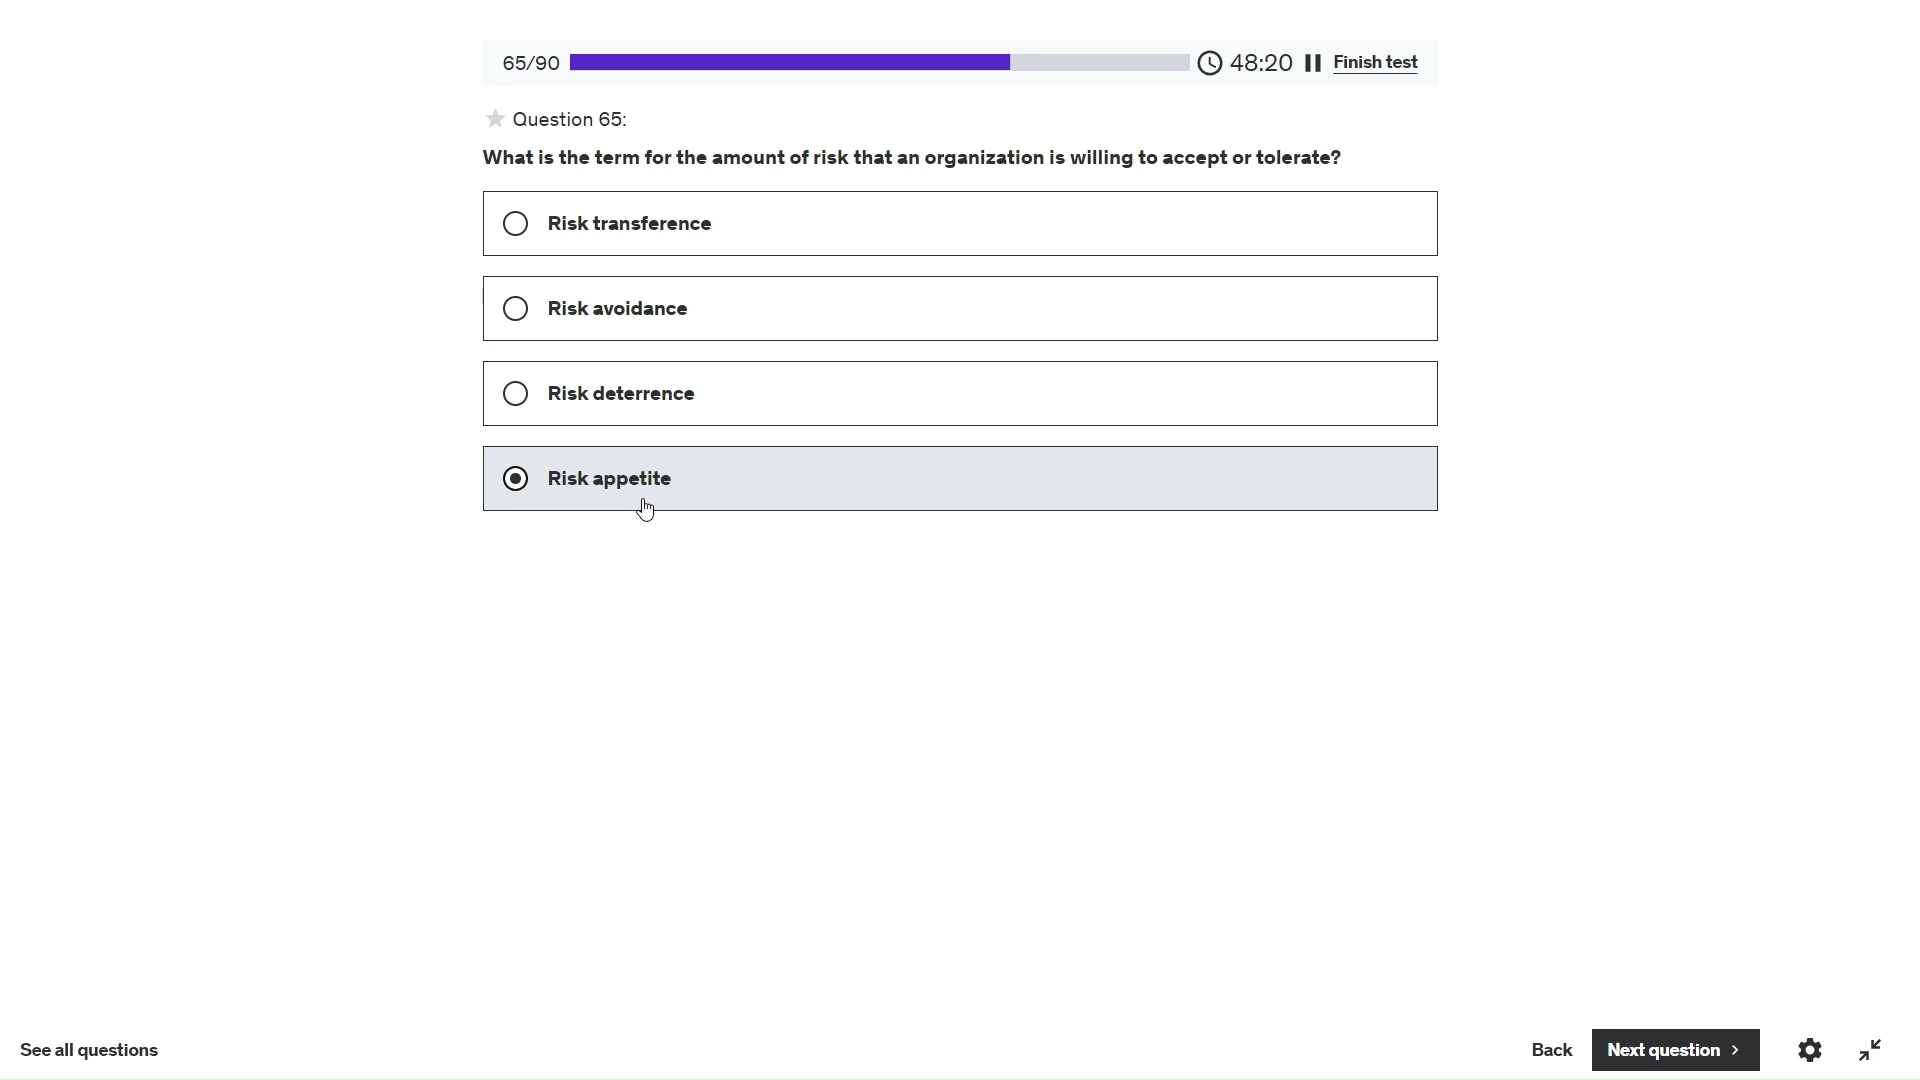 65/90 48:20 Finish test
Question 65:
What is the term for the amount of risk that an organization is willing to accept or tolerate?
Risk transference
Risk avoidance
Risk deterrence
Risk appetite
See all questions Back Next question